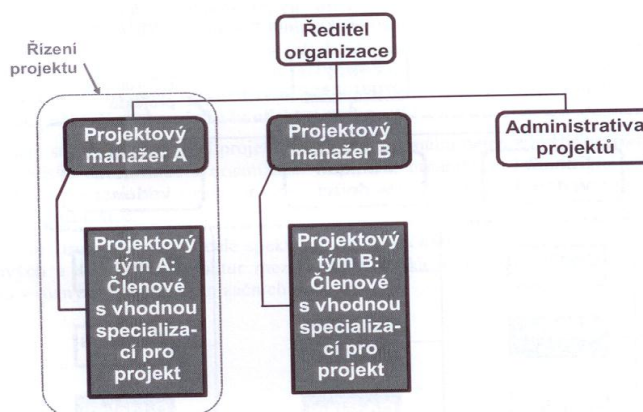 Ředitel
organizace
Řízení
projektu
Projektový
manažer A
Projektový
manažer B
Administrativa
projektů
Projektový
tým A:
Členové
s vhodnou
specializa-
cí pro
projekt
Projektový
tým B:
Členové
s vhodnou
specializa-
cí pro
projekt